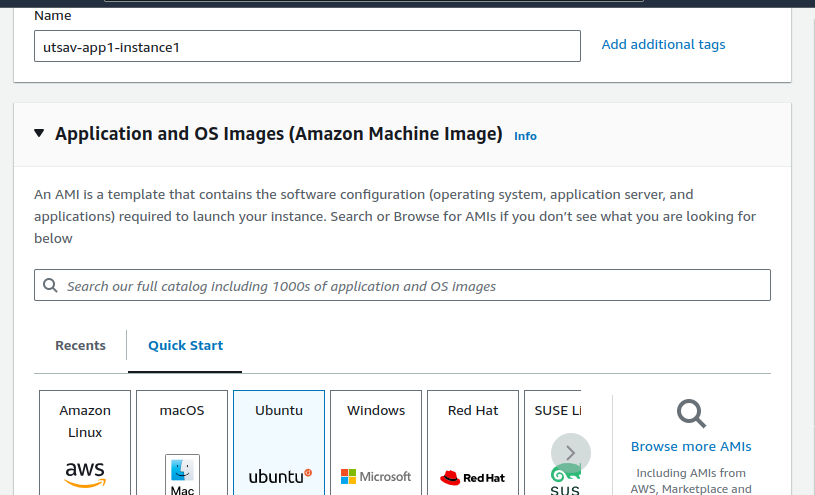 Name
utsav-app1-instance1
Add additional tags
Application and OS Images (Amazon Machine Image) Info
An AMI is a template that contains the software configuration (operating system, application server, and
applications) required to launch your instance. Search or Browse for AMIs if you don’t see what you are looking for
below
Search our full catalog including 1000s of application and OS images
Recents
Quick Start
Amazon
Linux
aws
macOS
Mac
Ubuntu
ubuntu
Windows
Microsoft
Red Hat
Red Hat
SUSE Li
SUS
Browse more AMIs
Including AMIs from
AWS, Marketplace and